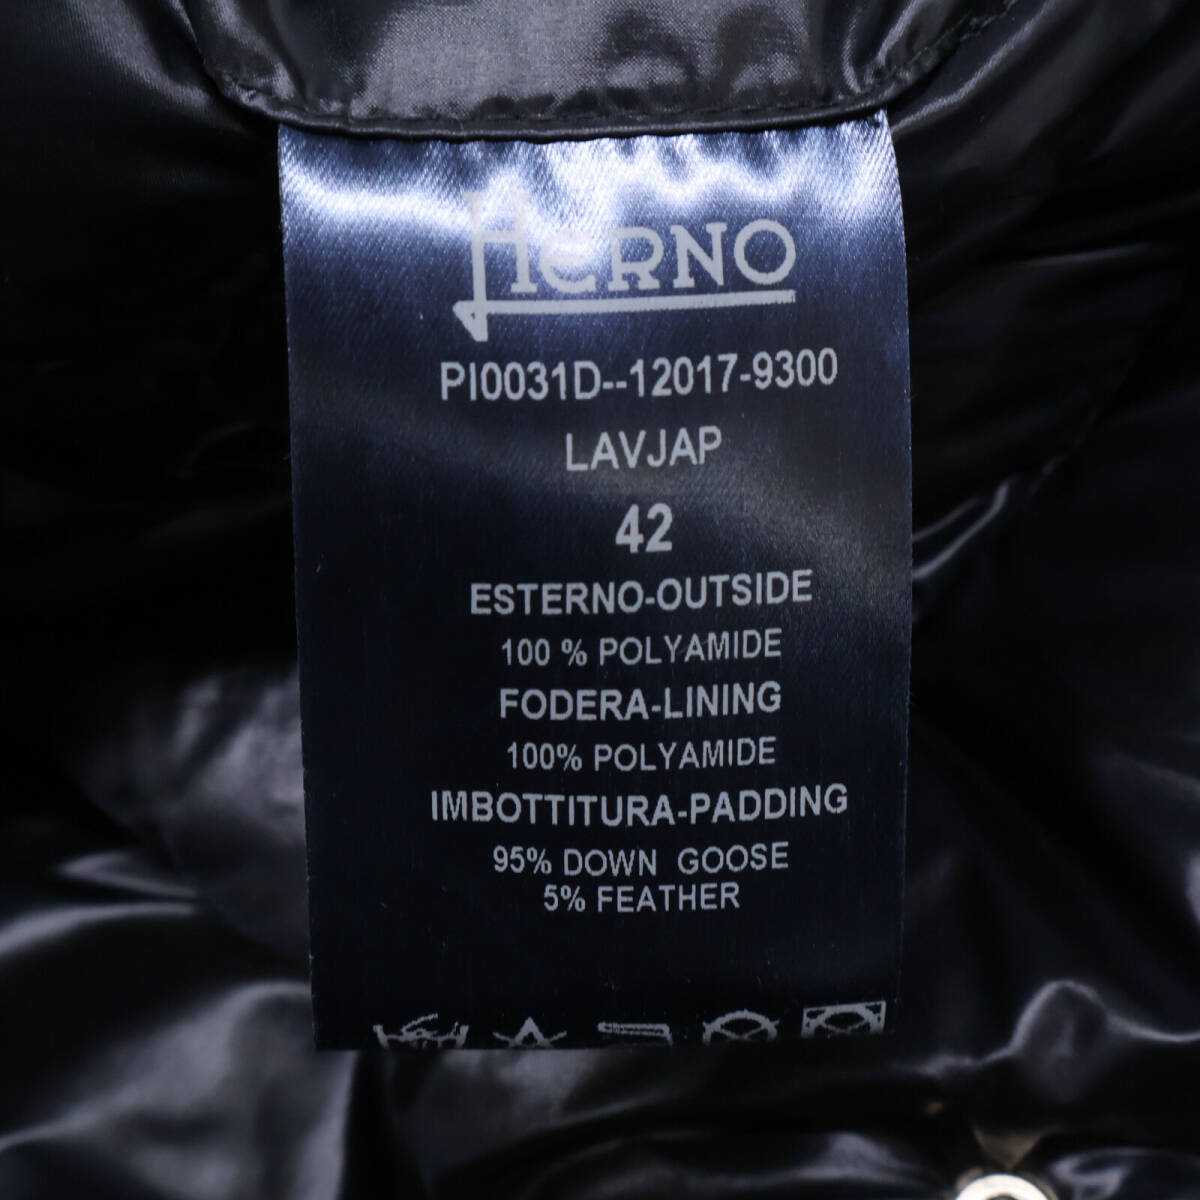 HERNO
PI0031D--12017-9300
LAVJAP
42
ESTERNO-OUTSIDE
100 % POLYAMIDE
FODERA-LINING
100% POLYAMIDE
IMBOTTITURA-PADDING
95% DOWN GOOSE
5% FEATHER